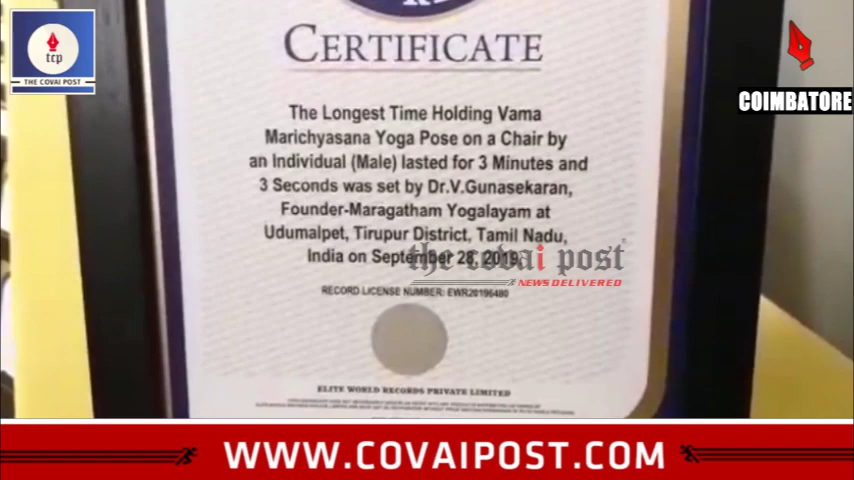 tcp
THE COVAI POST
COIMBATORE
CERTIFICATE
The Longest Time Holding Vama
Marichyasana Yoga Pose on a Chair by
an Individual (Male) lasted for 3 Minutes and
3 Seconds was set by Dr.V.Gunasekaran,
Founder-Maragatham Yogalayam at
Udumalpet, Tirupur District, Tamil Nadu,
India on September 28, 2019.
the covai post
NEWS DELIVERED
RECORD LICENSE NUMBER: EWR20195480
ELITE WORLD RECORDS PRIVATE LIMITED
WWW.COVAIPOST.COM